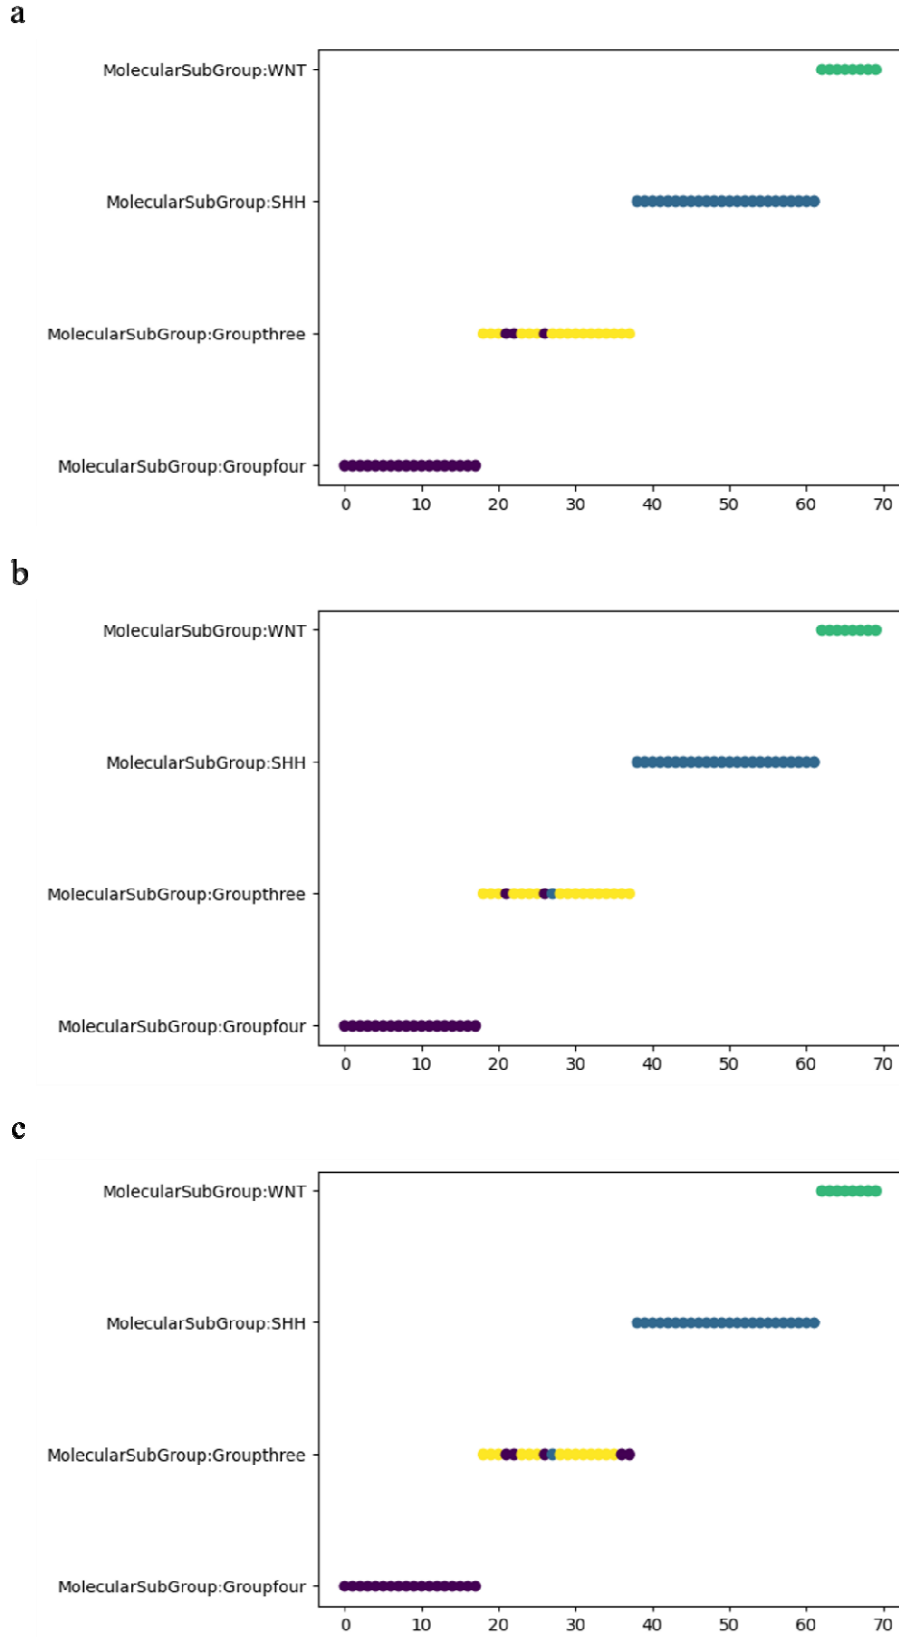 a
MolecularSubGroup:WNT
MolecularSubGroup:SHH
MolecularSubGroup:Groupthree
MolecularSubGroup:Groupfour
0 10 20 30 40 50 60 70
b
MolecularSubGroup:WNT
MolecularSubGroup:SHH
MolecularSubGroup:Groupthree
MolecularSubGroup:Groupfour
0 10 20 30 40 50 60 70
c
MolecularSubGroup:WNT
MolecularSubGroup:SHH
MolecularSubGroup:Groupthree
MolecularSubGroup:Groupfour
0 10 20 30 40 50 60 70